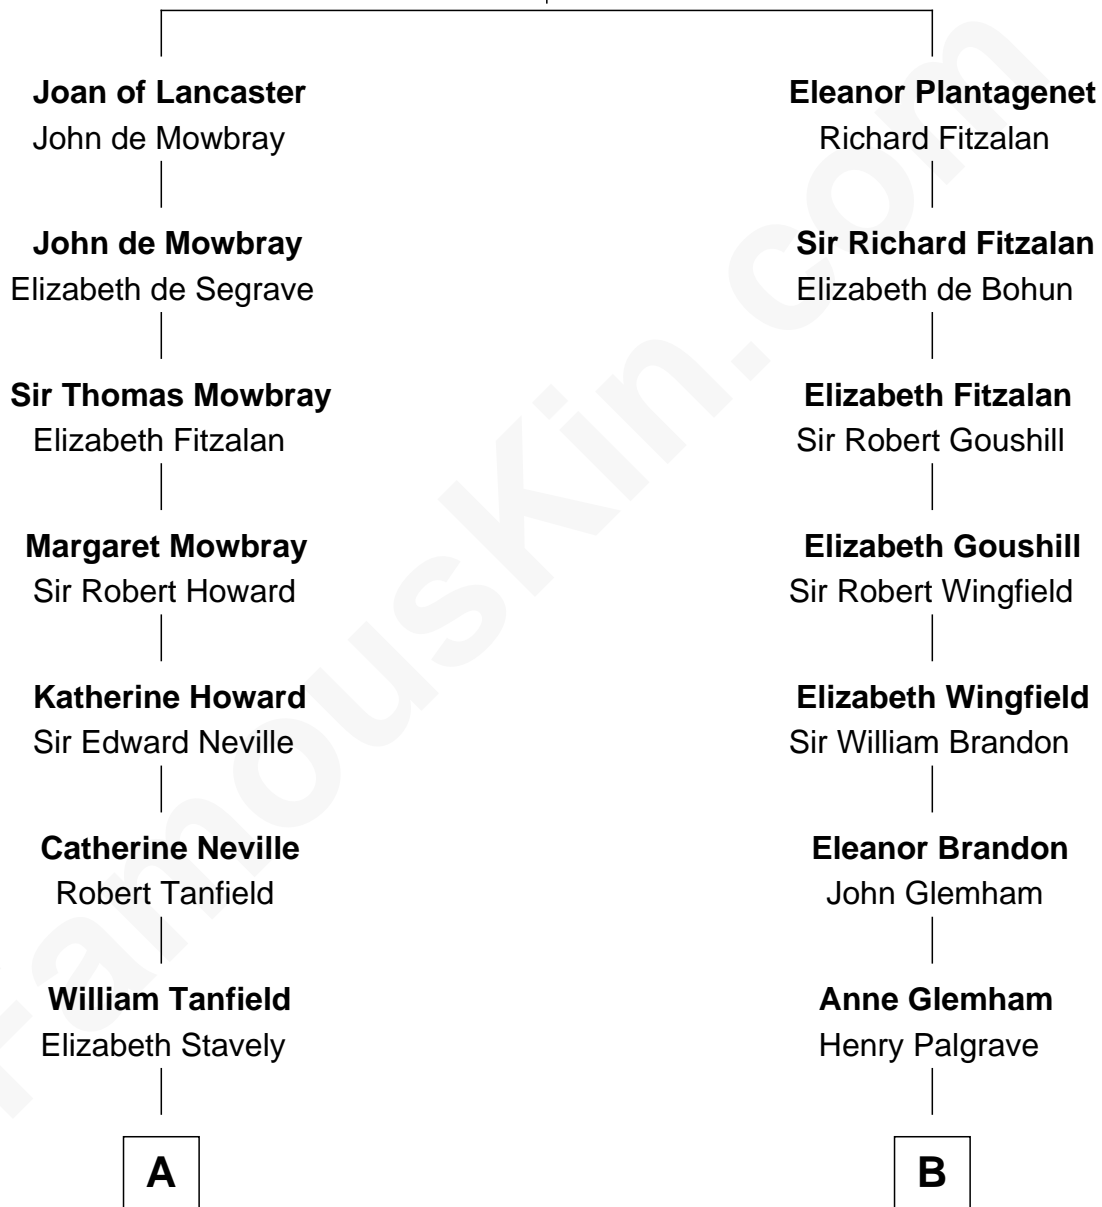 Joan of Lancaster
John de Mowbray
John de Mowbray
Elizabeth de Segrave
Sir Thomas Mowbray
Elizabeth Fitzalan
Margaret Mowbray
Sir Robert Howard
Katherine Howard
Sir Edward Neville
Catherine Neville
Robert Tanfield
William Tanfield
Elizabeth Stavely
A
Eleanor Plantagenet
Richard Fitzalan
Sir Richard Fitzalan
Elizabeth de Bohun
Elizabeth Fitzalan
Sir Robert Goushill
Elizabeth Goushill
Sir Robert Wingfield
Elizabeth Wingfield
Sir William Brandon
Eleanor Brandon
John Glemham
Anne Glemham
Henry Palgrave
B
FamousKin.com